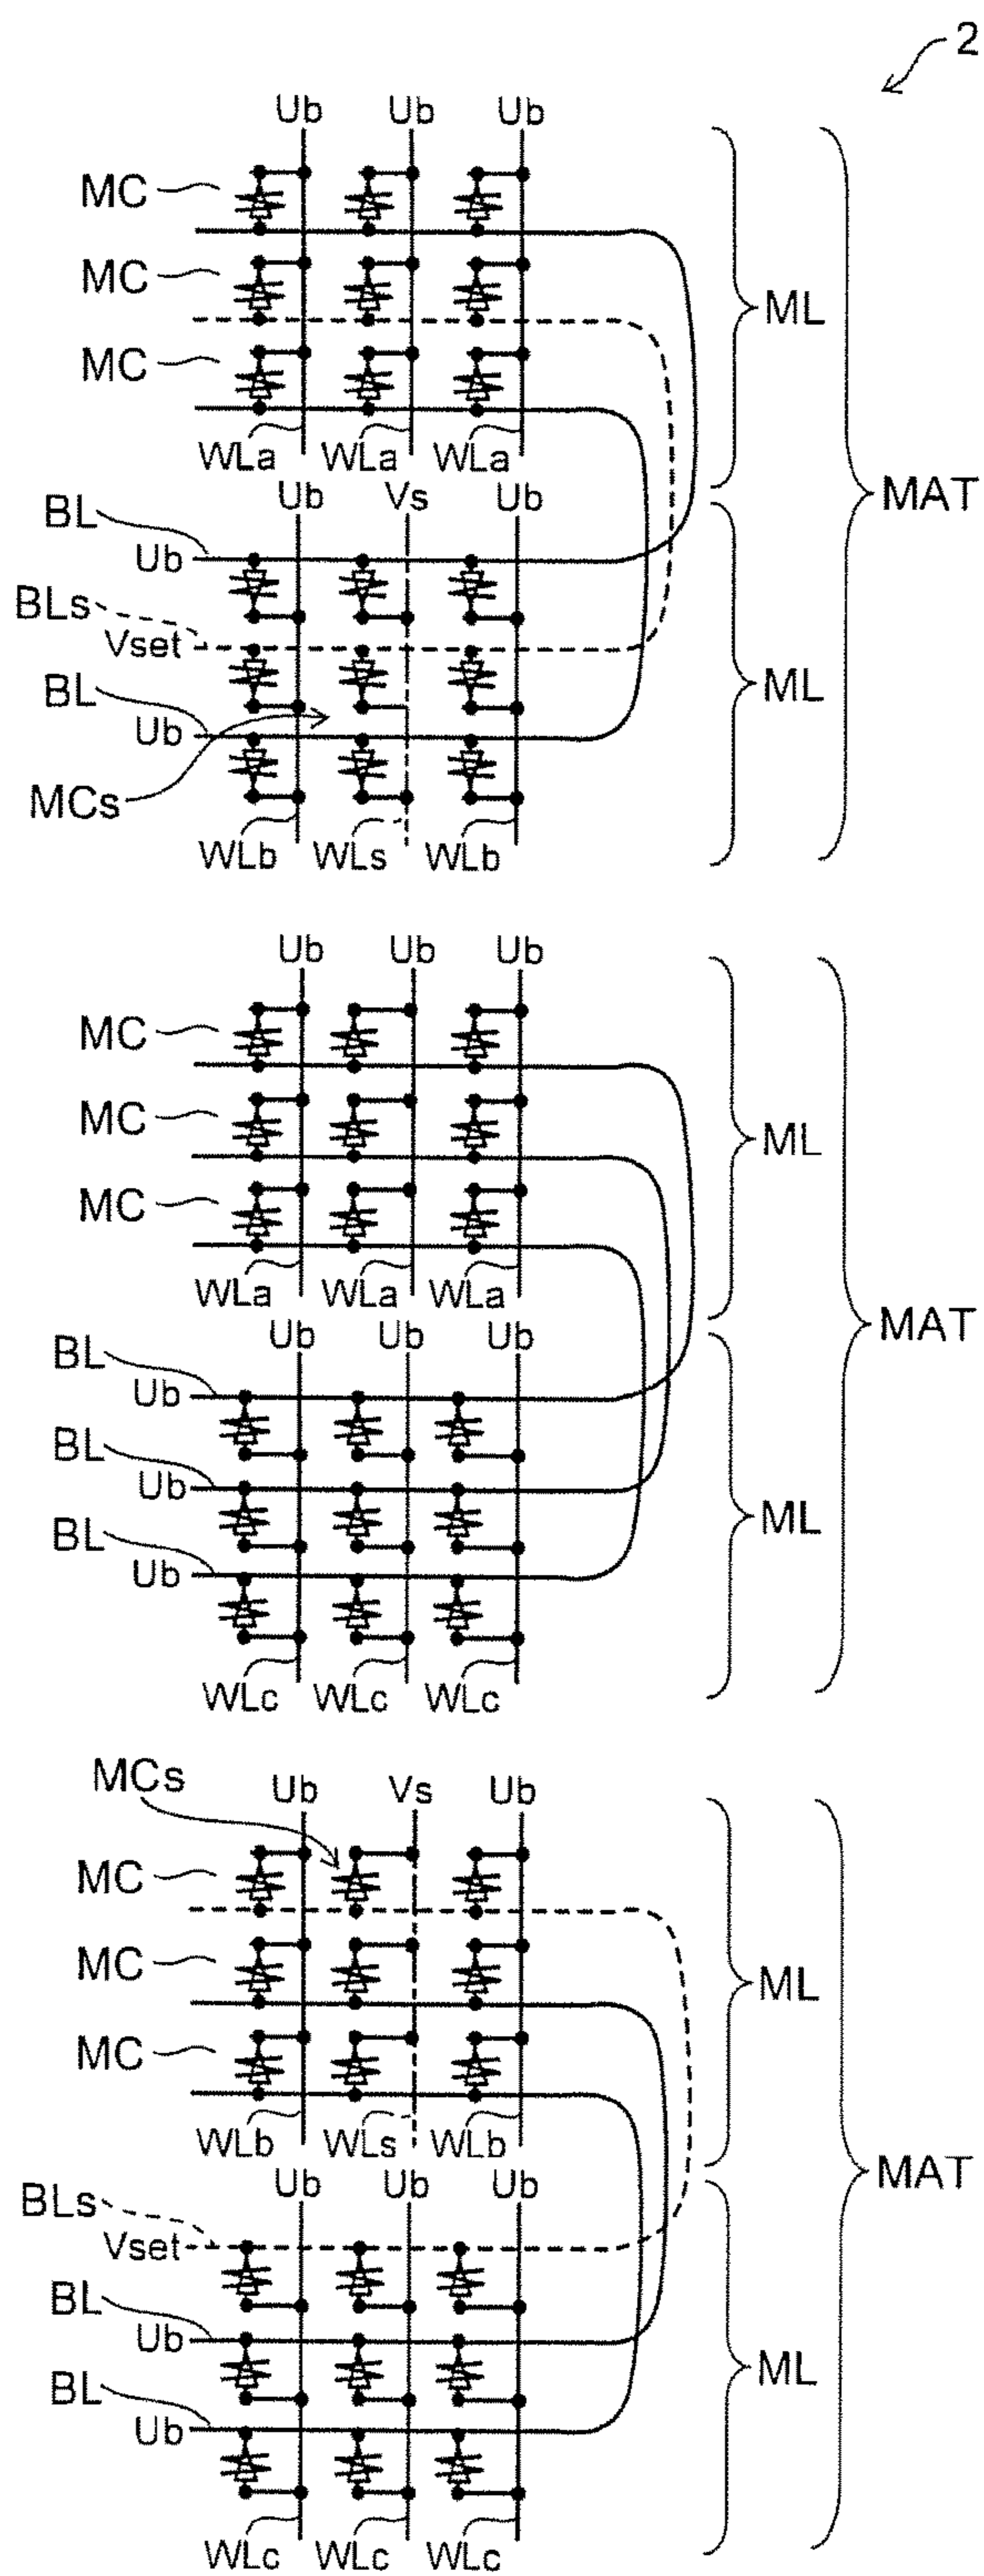 2
Ub Ub Ub
MC
MC
ML
MC
WLa WLa WLa
MAT
Ub Vs Ub
BL
Ub
BLs
Vset
BL
ML
Ub
MCs
WLb WLs WLb
Ub Ub Ub
MC
MC
ML
MC
WLa WLa WLa
MAT
Ub Ub Ub
BL
Ub
BL
Ub
ML
BL
Ub
WLc WLc WLc
MCs
Ub Vs Ub
MC
MC
ML
MC
WLb WLs WLb
MAT
Ub Ub Ub
BLs
Vset
BL
Ub
ML
BL
Ub
WLc WLc WLc